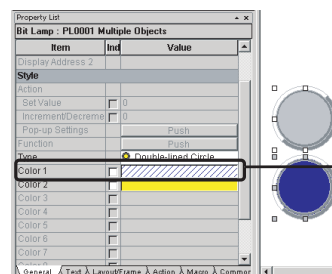 Property List
Bit Lamp : PL0001 Multiple Objects
Item Ind Value
Display Address 2
Style
Action
Set Value 0
Increment/Decreme 0
Pop-up Settings Push
Function Push
Type Double-lined Circle
Color 1
Color 2
Color 3
Color 4
Color 5
Color 6
Color 7
General Text Layout/Frame Action Macro Common